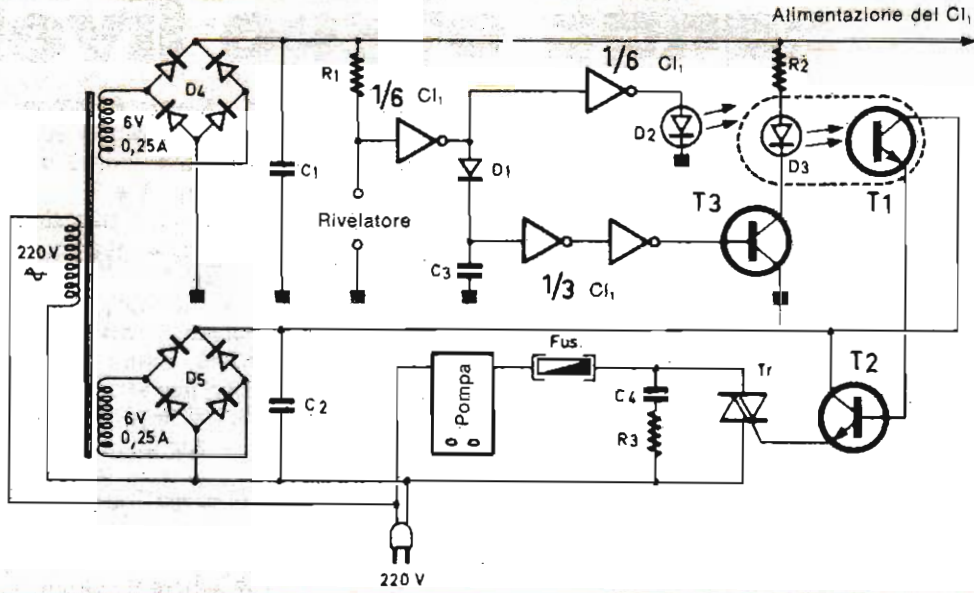 Alimentazione del CI₁
D4
6V
0,25A
C1
R1
1/6 CI₁
Rivelatore
D1
C3
1/6 CI₁
D2
1/3 CI₁
R2
D3
T1
T3
220 V
D5
6V
0,25A
C2
Pompa
Fus.
C4
R3
Tr
T2
220 V